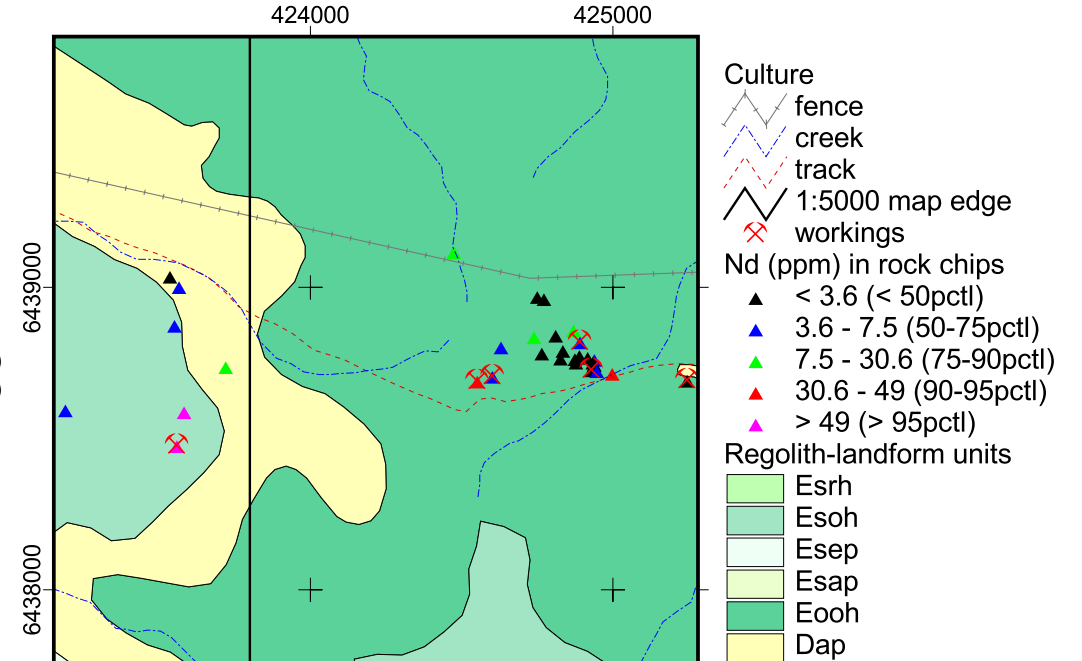 424000
425000
6439000
6438000
Culture
fence
creek
track
1:5000 map edge
workings
Nd (ppm) in rock chips
< 3.6 (< 50pctl)
3.6 - 7.5 (50-75pctl)
7.5 - 30.6 (75-90pctl)
30.6 - 49 (90-95pctl)
> 49 (> 95pctl)
Regolith-landform units
Esrh
Esoh
Esep
Esap
Eooh
Dap